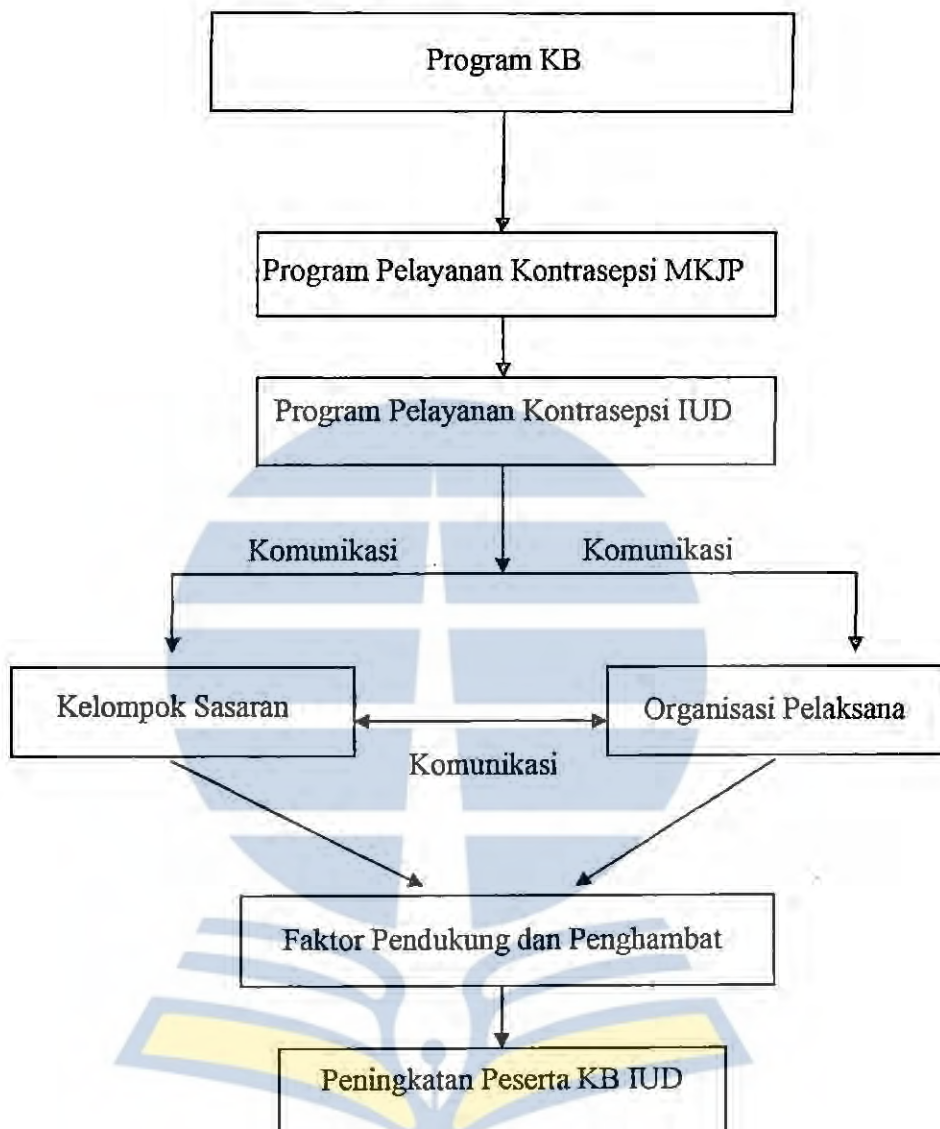 Program KB
Program Pelayanan Kontrasepsi MKJP
Program Pelayanan Kontrasepsi IUD
Komunikasi
Komunikasi
Kelompok Sasaran
Organisasi Pelaksana
Komunikasi
Faktor Pendukung dan Penghambat
Peningkatan Peserta KB IUD